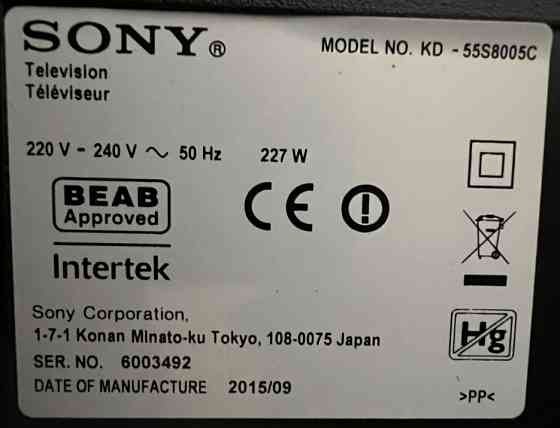 SONY®
MODEL NO. KD - 55S8005C
Television
Téléviseur
220 V - 240 V ~ 50 Hz 227 W
BEAB
Approved
CE
Intertek
Sony Corporation,
1-7-1 Konan Minato-ku Tokyo, 108-0075 Japan
Hg
SER. NO. 6003492
DATE OF MANUFACTURE 2015/09
>PP<